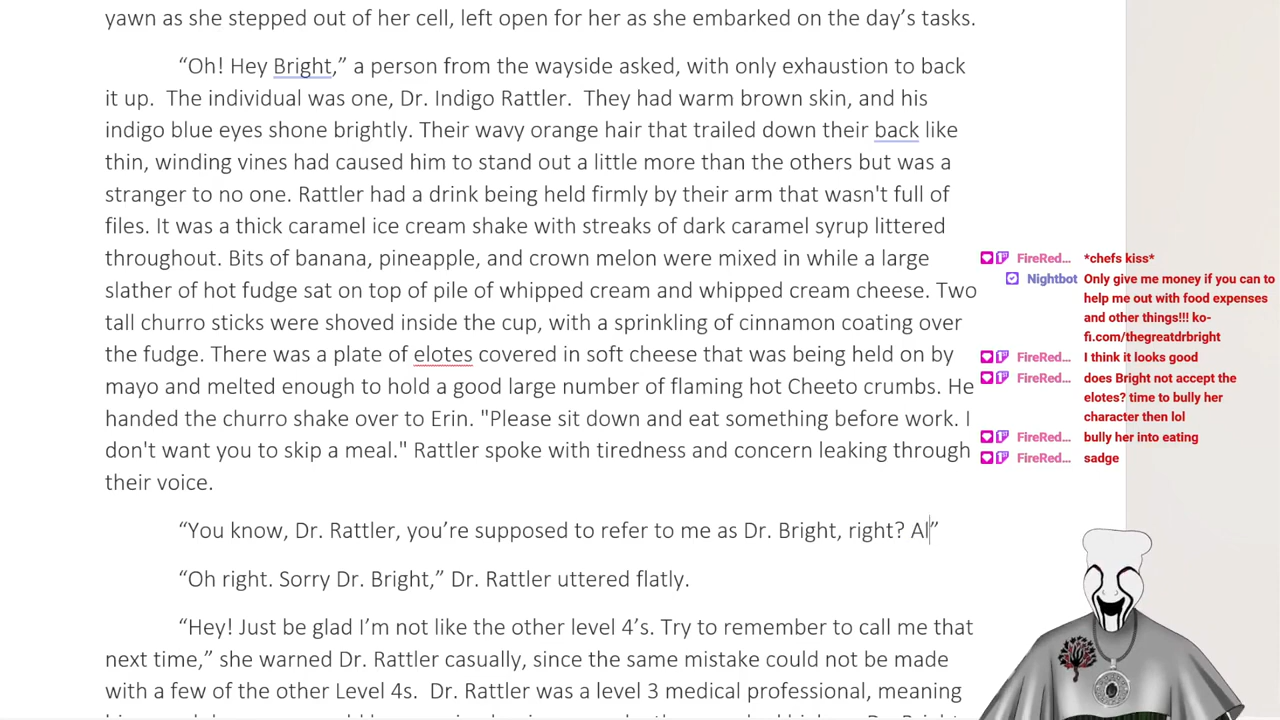 yawn as she stepped out of her cell, left open for her as she embarked on the day’s tasks.
“Oh! Hey Bright,” a person from the wayside asked, with only exhaustion to back
it up.  The individual was one, Dr. Indigo Rattler.  They had warm brown skin, and his
indigo blue eyes shone brightly. Their wavy orange hair that trailed down their back like
thin, winding vines had caused him to stand out a little more than the others but was a
stranger to no one. Rattler had a drink being held firmly by their arm that wasn't full of
files. It was a thick caramel ice cream shake with streaks of dark caramel syrup littered
throughout. Bits of banana, pineapple, and crown melon were mixed in while a large
slather of hot fudge sat on top of pile of whipped cream and whipped cream cheese. Two
tall churro sticks were shoved inside the cup, with a sprinkling of cinnamon coating over
the fudge. There was a plate of elotes covered in soft cheese that was being held on by
mayo and melted enough to hold a good large number of flaming hot Cheeto crumbs. He
handed the churro shake over to Erin. "Please sit down and eat something before work. I
don't want you to skip a meal." Rattler spoke with tiredness and concern leaking through
their voice.
“You know, Dr. Rattler, you’re supposed to refer to me as Dr. Bright, right? Al”
“Oh right. Sorry Dr. Bright,” Dr. Rattler uttered flatly.
“Hey! Just be glad I’m not like the other level 4’s. Try to remember to call me that
next time,” she warned Dr. Rattler casually, since the same mistake could not be made
with a few of the other Level 4s.  Dr. Rattler was a level 3 medical professional, meaning
FireRed... *chefs kiss*
Nightbot Only give me money if you can to
help me out with food expenses
and other things!!! ko-
fi.com/thegreatdrbright
FireRed... I think it looks good
FireRed... does Bright not accept the
elotes? time to bully her
character then lol
FireRed... bully her into eating
FireRed... sadge